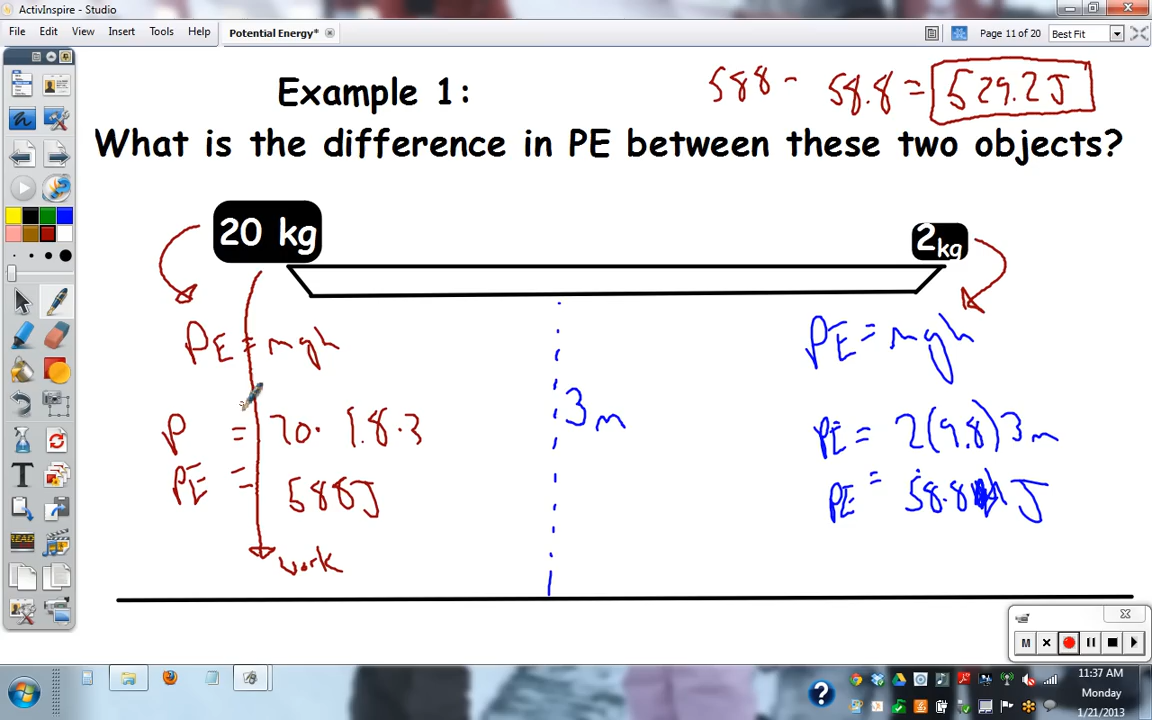 ActivInspire - Studio
File Edit View Insert Tools Help
Potential Energy*
Page 11 of 20
Best Fit
588 - 58.8 = 529.2 J
Example 1:
What is the difference in PE between these two objects?
20 kg
2kg
PE = mgh
P = 20 · 9.8 · 3
PE = 588J
work
3 m
PE = mgh
PE = 2(9.8)3m
PE = 58.8 J
READ
M
11:37 AM
Monday
1/21/2013